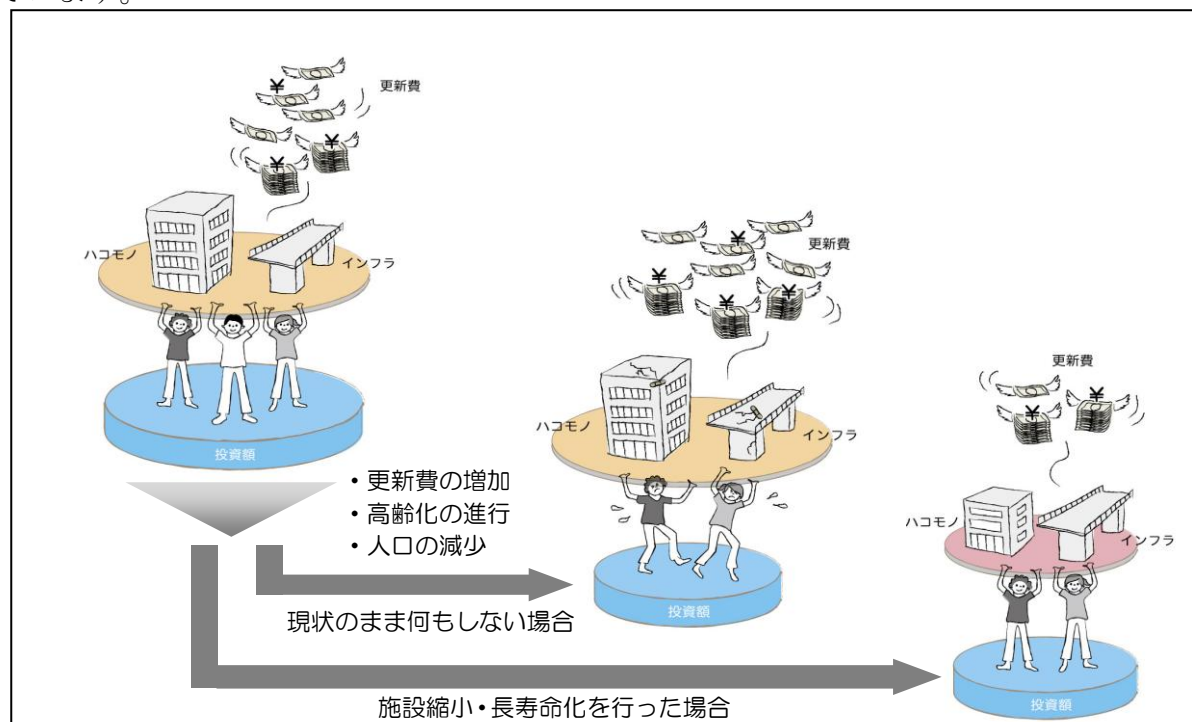 ています。
更新費
ハコモノ
インフラ
投資額
・更新費の増加
・高齢化の進行
・人口の減少
更新費
ハコモノ
インフラ
投資額
現状のまま何もしない場合
更新費
ハコモノ
インフラ
投資額
施設縮小・長寿命化を行った場合